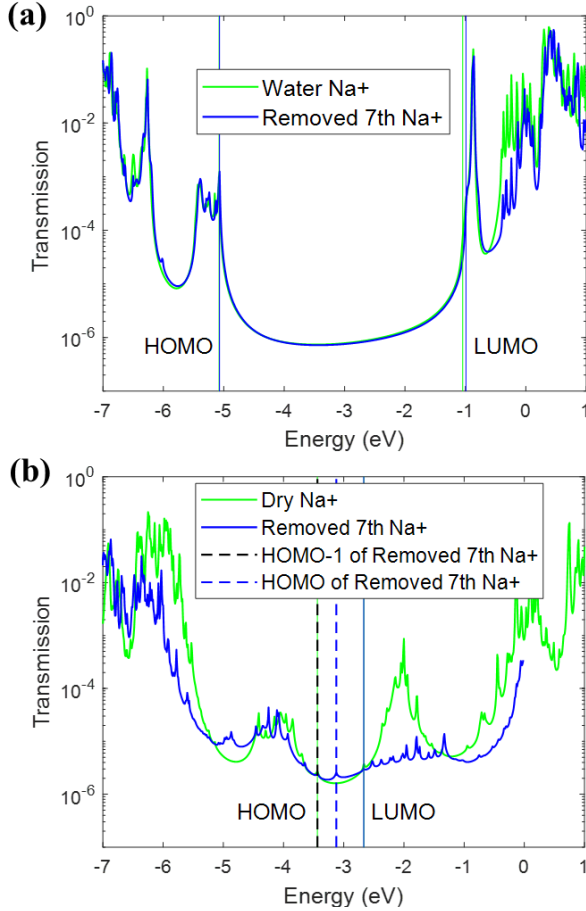 (a)
10^0
10^-2
10^-4
10^-6
Transmission
Water Na+
Removed 7th Na+
HOMO
LUMO
-7 -6 -5 -4 -3 -2 -1 0 1
Energy (eV)
(b)
10^0
10^-2
10^-4
10^-6
Transmission
Dry Na+
Removed 7th Na+
HOMO-1 of Removed 7th Na+
HOMO of Removed 7th Na+
HOMO
LUMO
-7 -6 -5 -4 -3 -2 -1 0 1
Energy (eV)